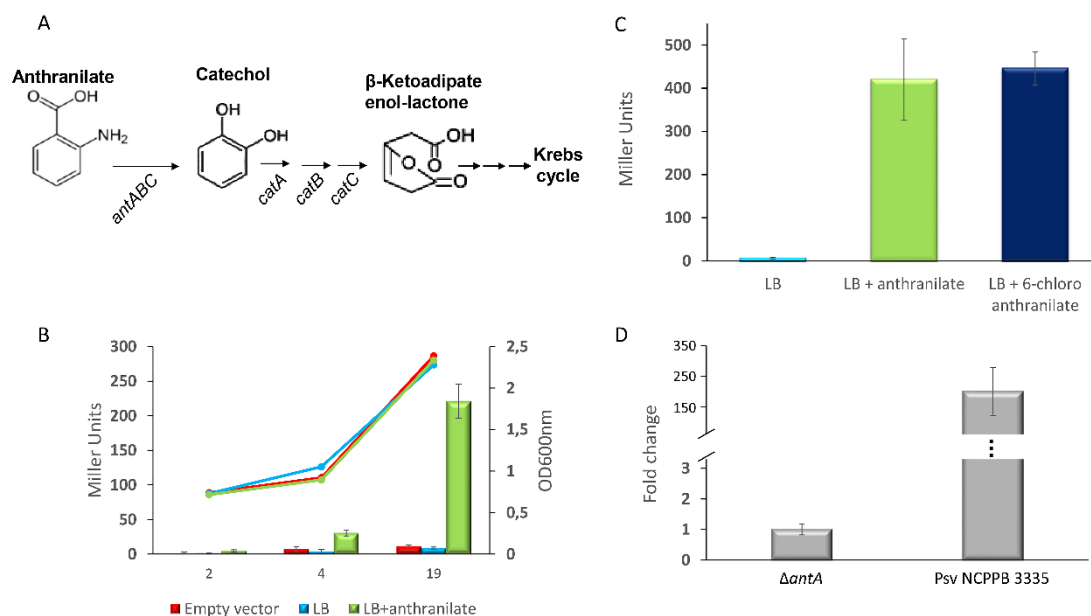 A
Anthranilate
O
OH
NH₂
antABC
Catechol
OH
OH
catA
catB
catC
β-Ketoadipate
enol-lactone
OH
O
O
O
Krebs
cycle
B
Miller Units
300
250
200
150
100
50
0
2
4
19
2,5
2
1,5
1
0,5
0
OD600nm
Empty vector
LB
LB+anthranilate
C
Miller Units
500
400
300
200
100
0
LB
LB + anthranilate
LB + 6-chloro
anthranilate
D
Fold change
350
250
150
3
2
1
0
ΔantA
Psv NCPPB 3335